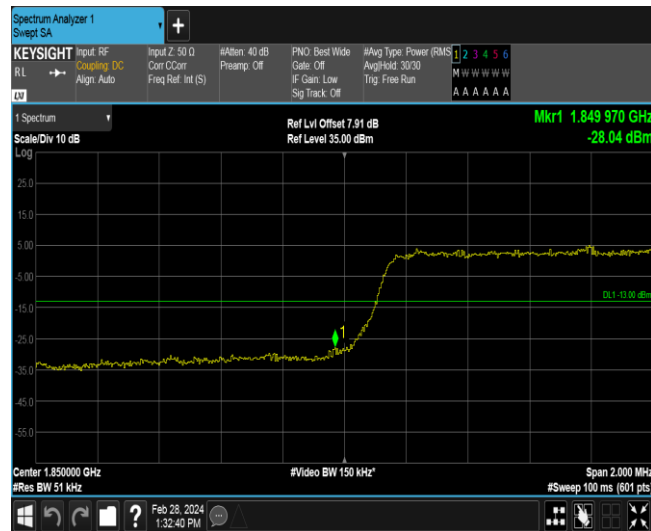 Spectrum Analyzer 1
Swept SA
+
KEYSIGHT
RL
LXI
Input: RF
Coupling: DC
Align: Auto
Input Z: 50 Ω
Corr CCorr
Freq Ref: Int (S)
#Atten: 40 dB
Preamp: Off
PNO: Best Wide
Gate: Off
IF Gain: Low
Sig Track: Off
#Avg Type: Power (RMS
Avg|Hold: 30/30
Trig: Free Run
1 2 3 4 5 6
M W W W W W
A A A A A A
1 Spectrum
Scale/Div 10 dB
Ref Lvl Offset 7.91 dB
Ref Level 35.00 dBm
Mkr1 1.849 970 GHz
-28.04 dBm
Log
25.0
15.0
5.00
-5.00
DL1 -13.00 dBm
-15.0
1
-25.0
-35.0
-45.0
-55.0
Center 1.850000 GHz
#Video BW 150 kHz*
Span 2.000 MHz
#Res BW 51 kHz
#Sweep 100 ms (601 pts)
?
Feb 28, 2024
1:32:40 PM